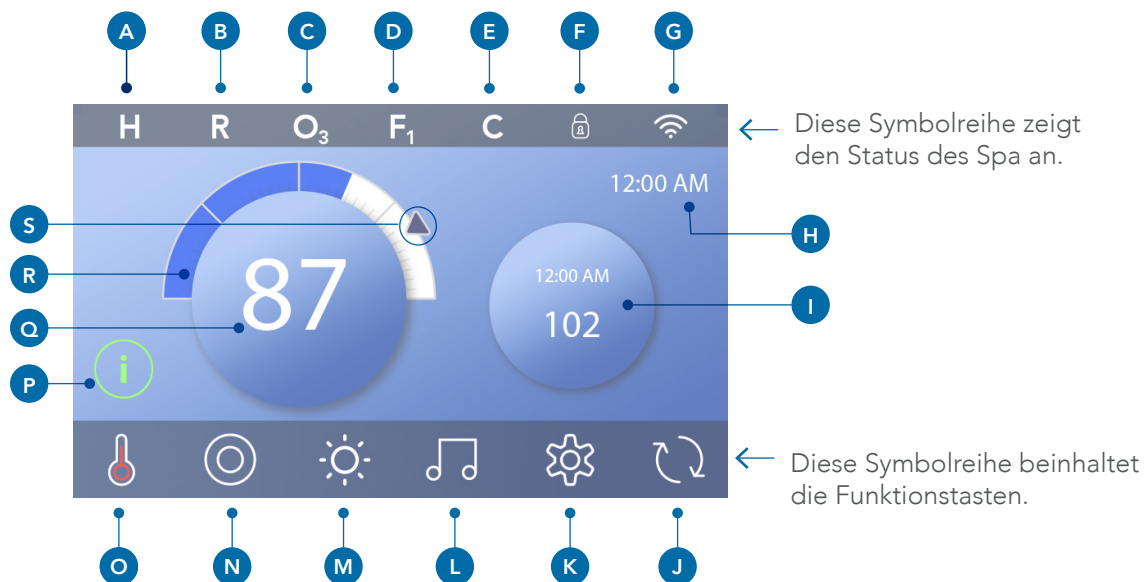 A B C D E F G
H R O₃ F₁ C
Diese Symbolreihe zeigt
den Status des Spa an.
12:00 AM
S
H
R
87
12:00 AM
I
Q
102
P
i
Diese Symbolreihe beinhaltet
die Funktionstasten.
O N M L K J